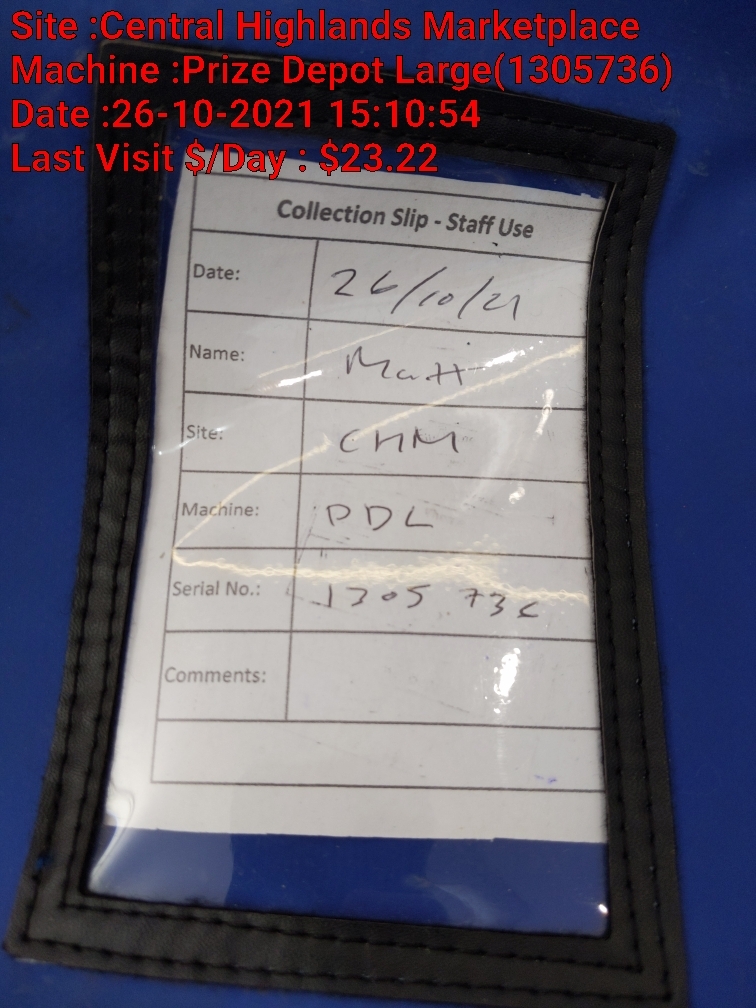 Site :Central Highlands Marketplace
Machine :Prize Depot Large(1305736)
Date :26-10-2021 15:10:54
Last Visit $/Day : $23.22
Collection Slip - Staff Use
Date: 26/10/21
Name: Matt
Site: CHM
Machine: PDL
Serial No.: 1305 736
Comments: